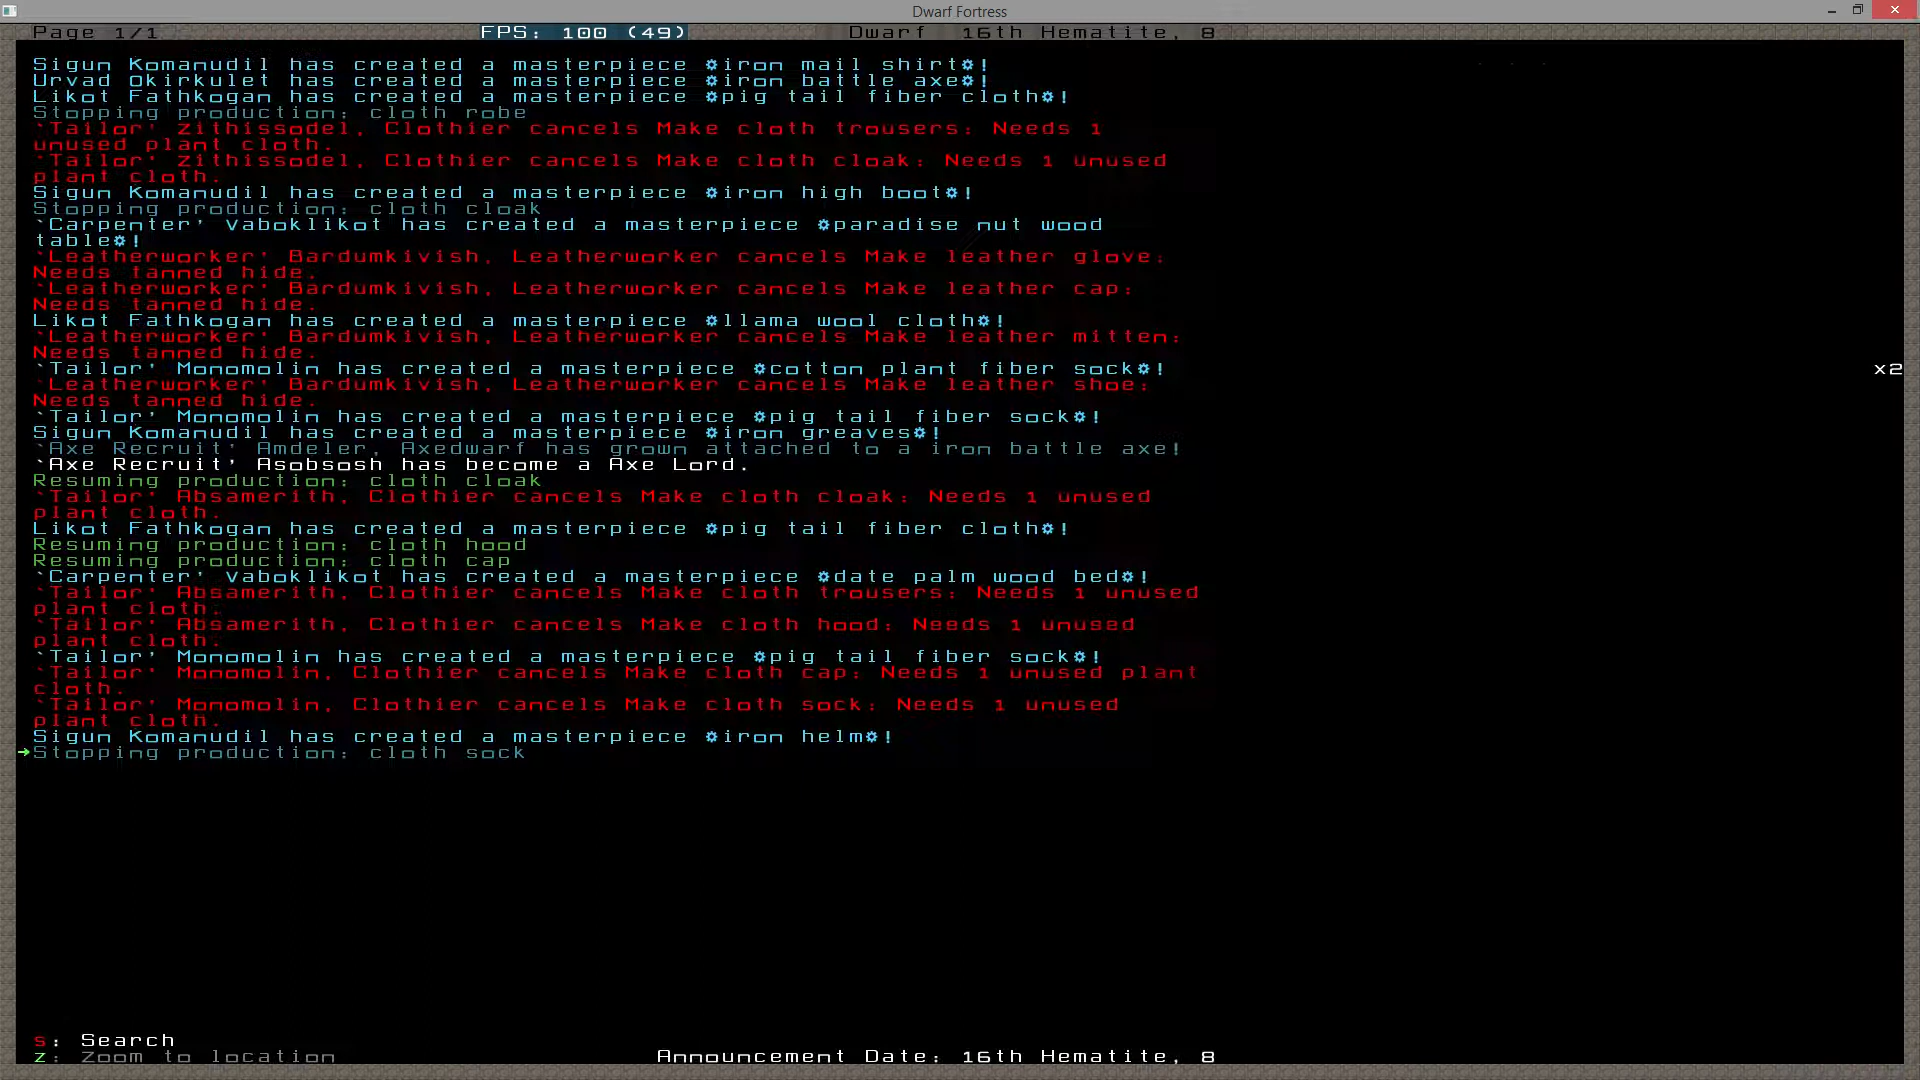 Dwarf Fortress
Page 1/1 FPS: 100 (49) Dwarf 16th Hematite, 8
Sigun Komanudil has created a masterpiece ☼iron mail shirt☼!
Urvad Okirkulet has created a masterpiece ☼iron battle axe☼!
Likot Fathkogan has created a masterpiece ☼pig tail fiber cloth☼!
Stopping production: cloth robe
`Tailor' Zithissodel, Clothier cancels Make cloth trousers: Needs 1
unused plant cloth.
`Tailor' Zithissodel, Clothier cancels Make cloth cloak: Needs 1 unused
plant cloth.
Sigun Komanudil has created a masterpiece ☼iron high boot☼!
Stopping production: cloth cloak
`Carpenter' Vaboklikot has created a masterpiece ☼paradise nut wood
table☼!
`Leatherworker' Bardumkivish, Leatherworker cancels Make leather glove:
Needs tanned hide.
`Leatherworker' Bardumkivish, Leatherworker cancels Make leather cap:
Needs tanned hide.
Likot Fathkogan has created a masterpiece ☼llama wool cloth☼!
`Leatherworker' Bardumkivish, Leatherworker cancels Make leather mitten:
Needs tanned hide.
`Tailor' Monomolin has created a masterpiece ☼cotton plant fiber sock☼! x2
`Leatherworker' Bardumkivish, Leatherworker cancels Make leather shoe:
Needs tanned hide.
`Tailor' Monomolin has created a masterpiece ☼pig tail fiber sock☼!
Sigun Komanudil has created a masterpiece ☼iron greaves☼!
`Axe Recruit' Amdeler, Axedwarf has grown attached to a iron battle axe!
`Axe Recruit' Asobsosh has become a Axe Lord.
Resuming production: cloth cloak
`Tailor' Absamerith, Clothier cancels Make cloth cloak: Needs 1 unused
plant cloth.
Likot Fathkogan has created a masterpiece ☼pig tail fiber cloth☼!
Resuming production: cloth hood
Resuming production: cloth cap
`Carpenter' Vaboklikot has created a masterpiece ☼date palm wood bed☼!
`Tailor' Absamerith, Clothier cancels Make cloth trousers: Needs 1 unused
plant cloth.
`Tailor' Absamerith, Clothier cancels Make cloth hood: Needs 1 unused
plant cloth.
`Tailor' Monomolin has created a masterpiece ☼pig tail fiber sock☼!
`Tailor' Monomolin, Clothier cancels Make cloth cap: Needs 1 unused plant
cloth.
`Tailor' Monomolin, Clothier cancels Make cloth sock: Needs 1 unused
plant cloth.
Sigun Komanudil has created a masterpiece ☼iron helm☼!
→Stopping production: cloth sock
s: Search
z: Zoom to location Announcement Date: 16th Hematite, 8